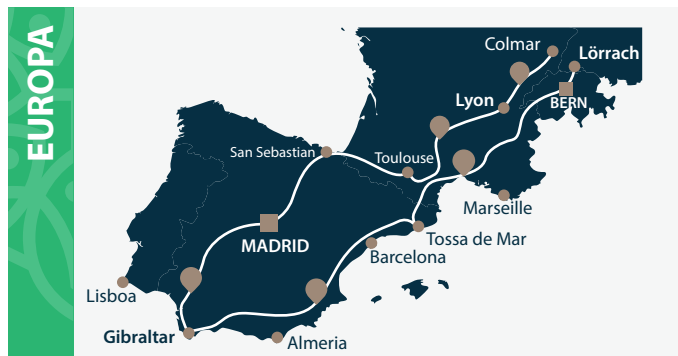 EUROPA
Colmar
Lörrach
Lyon
BERN
San Sebastian
Toulouse
Marseille
MADRID
Tossa de Mar
Barcelona
Lisboa
Gibraltar
Almeria